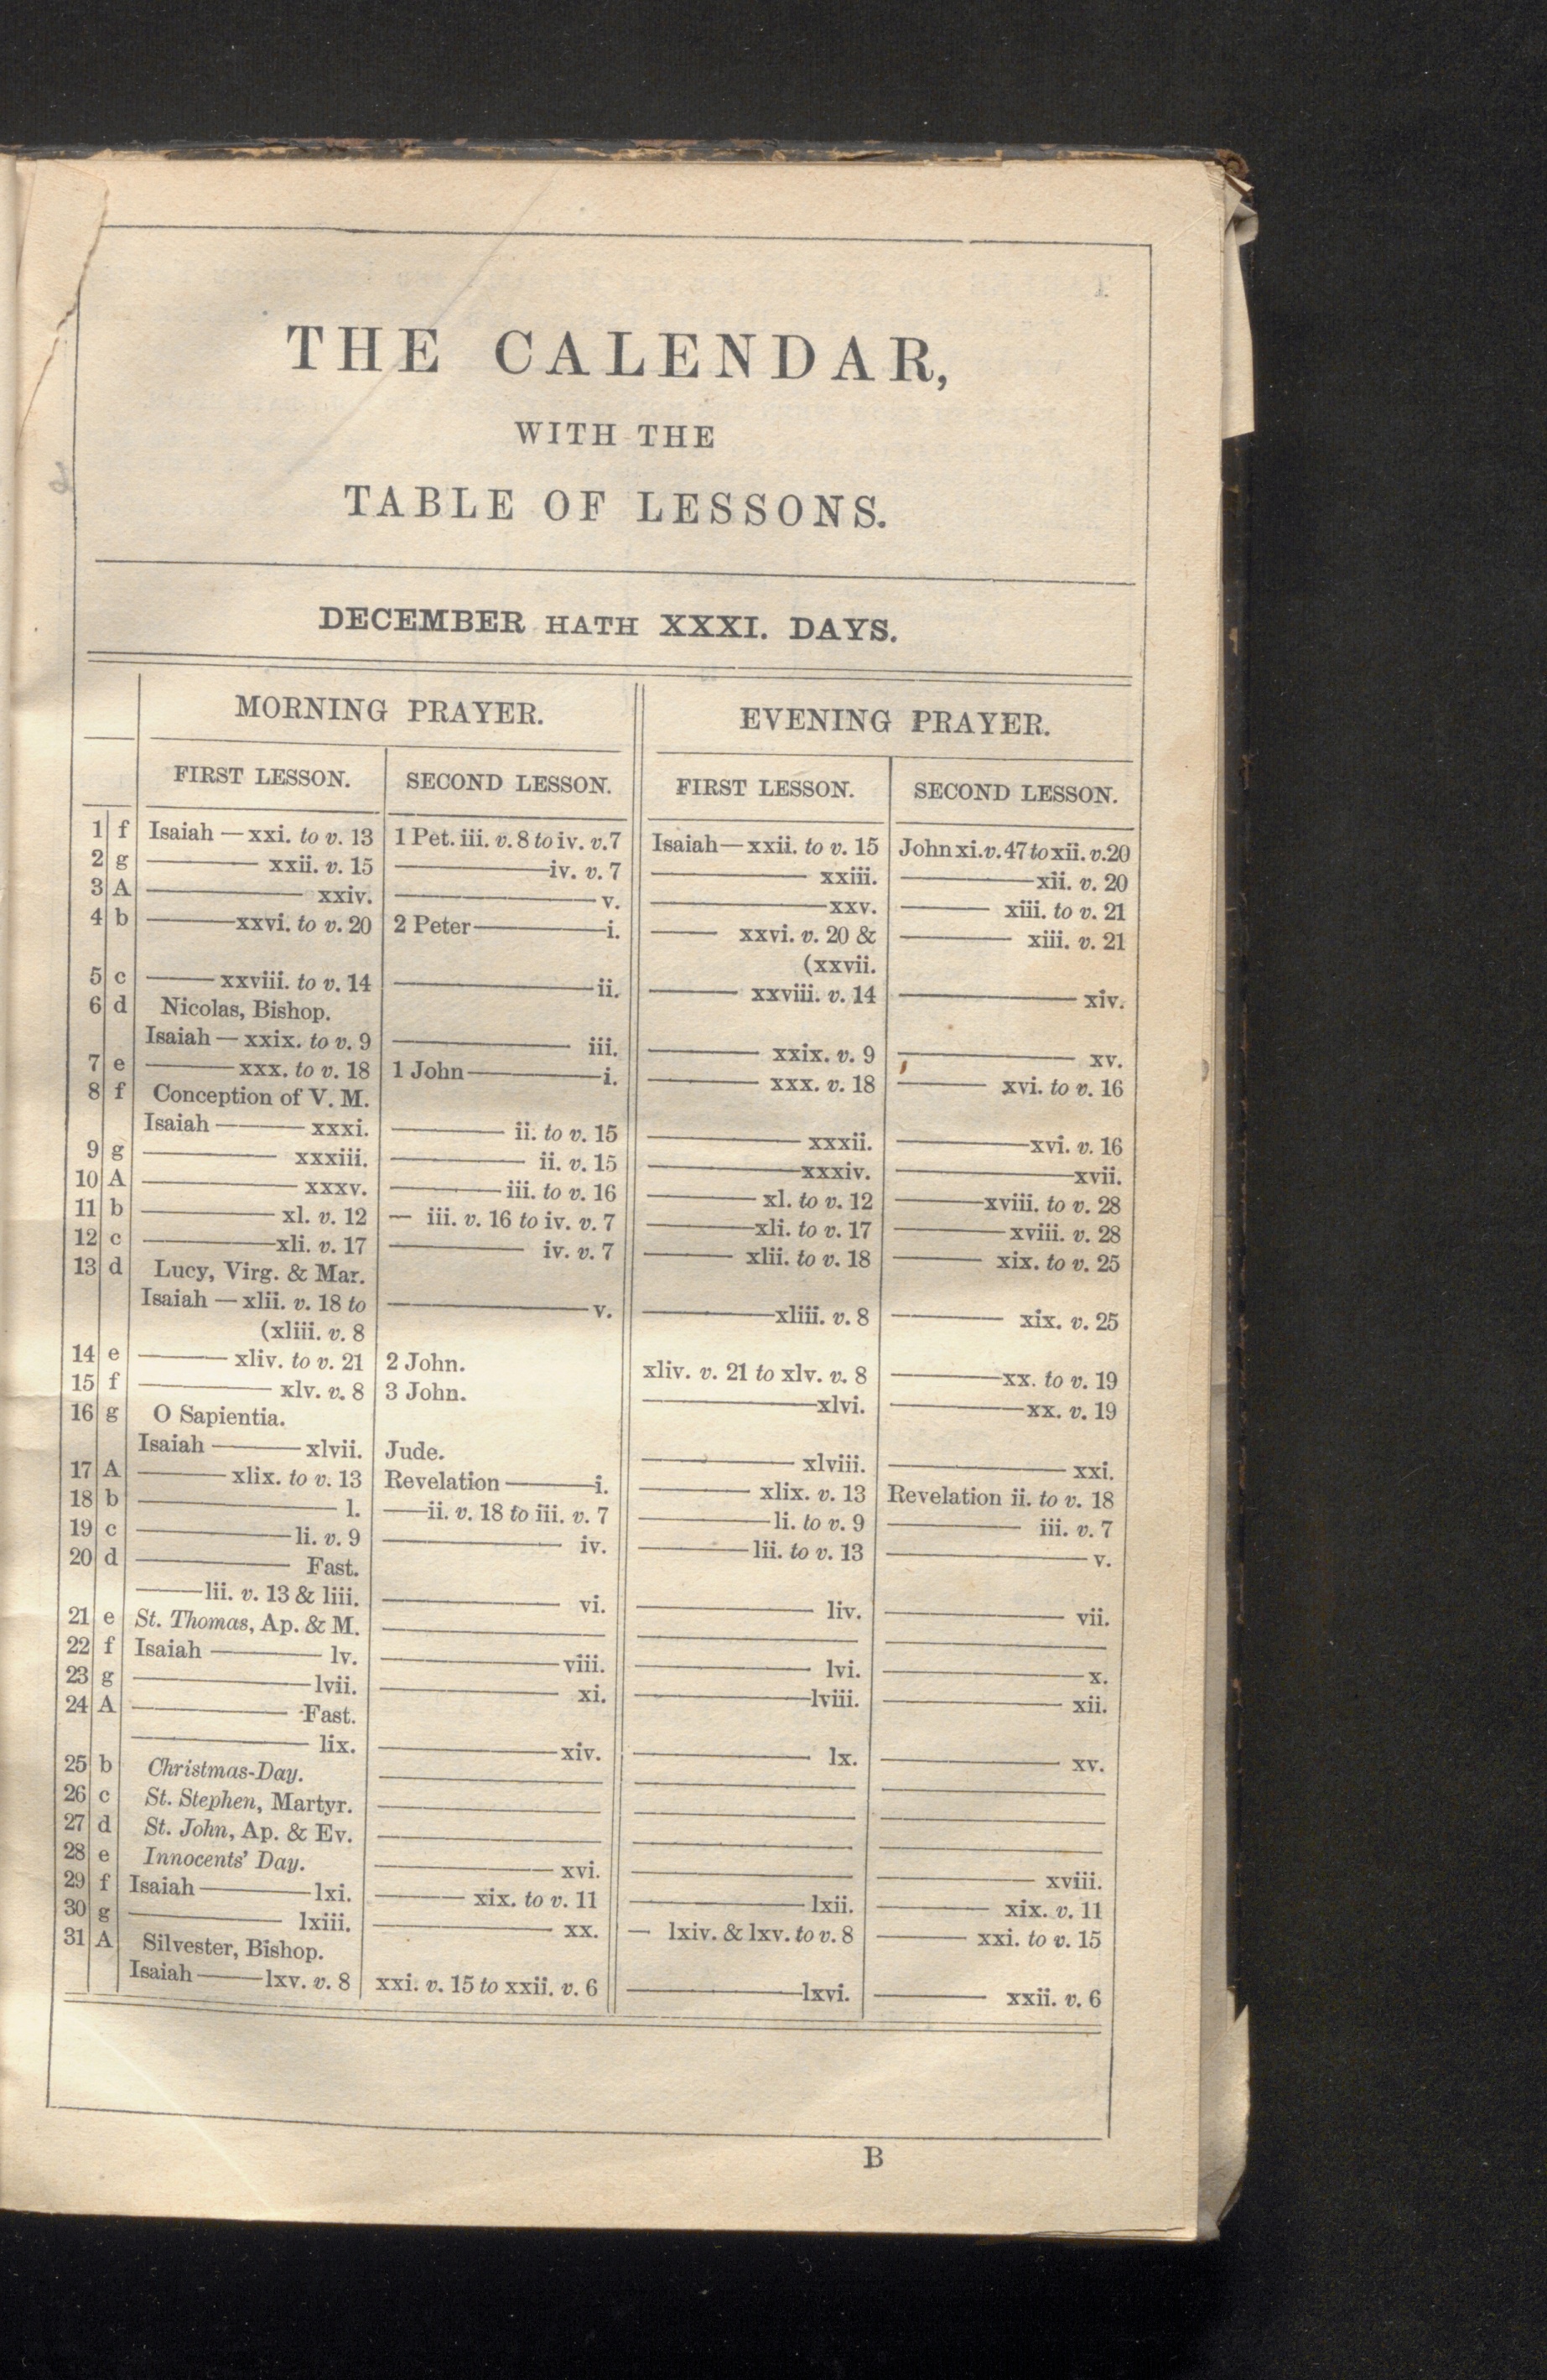 THE CALENDAR,
WITH THE
TABLE OF LESSONS.
DECEMBER HATH XXXI. DAYS.
MORNING PRAYER. EVENING PRAYER.
FIRST LESSON. SECOND LESSON. FIRST LESSON. SECOND LESSON.
1 f Isaiah — xxi. to v. 13 1 Pet. iii. v. 8 to iv. v. 7 Isaiah — xxii. to v. 15 John xi. v. 47 to xii. v. 20
2 g — xxii. v. 15 — iv. v. 7 — xxiii. — xii. v. 20
3 A — xxiv. — v. — xxv. — xiii. to v. 21
4 b — xxvi. to v. 20 2 Peter — i. — xxvi. v. 20 & — xiii. v. 21
(xxvii.
5 c — xxviii. to v. 14 — ii. — xxviii. v. 14 — xiv.
6 d Nicolas, Bishop.
Isaiah — xxix. to v. 9 — iii. — xxix. v. 9 — xv.
7 e — xxx. to v. 18 1 John — i. — xxx. v. 18 — xvi. to v. 16
8 f Conception of V. M.
Isaiah — xxxi. — ii. to v. 15 — xxxii. — xvi. v. 16
9 g — xxxiii. — ii. v. 15 — xxxiv. — xvii.
10 A — xxxv. — iii. to v. 16 — xl. to v. 12 — xviii. to v. 28
11 b — xl. v. 12 — iii. v. 16 to iv. v. 7 — xli. to v. 17 — xviii. v. 28
12 c — xli. v. 17 — iv. v. 7 — xlii. to v. 18 — xix. to v. 25
13 d Lucy, Virg. & Mar.
Isaiah — xlii. v. 18 to — v. — xliii. v. 8 — xix. v. 25
(xliii. v. 8
14 e — xliv. to v. 21 2 John. xliv. v. 21 to xlv. v. 8 — xx. to v. 19
15 f — xlv. v. 8 3 John. — xlvi. — xx. v. 19
16 g O Sapientia.
Isaiah — xlvii. Jude. — xlviii. — xxi.
17 A — xlix. to v. 13 Revelation — i. — xlix. v. 13 Revelation ii. to v. 18
18 b — l. — ii. v. 18 to iii. v. 7 — li. to v. 9 — iii. v. 7
19 c — li. v. 9 — iv. — lii. to v. 13 — v.
20 d — Fast.
— lii. v. 13 & liii. — vi. — liv. — vii.
21 e St. Thomas, Ap. & M. — — —
22 f Isaiah — lv. — viii. — lvi. — x.
23 g — lvii. — xi. — lviii. — xii.
24 A — Fast.
— lix. — xiv. — lx. — xv.
25 b Christmas-Day. — — —
26 c St. Stephen, Martyr. — — —
27 d St. John, Ap. & Ev. — — —
28 e Innocents' Day. — xvi. — — xviii.
29 f Isaiah — lxi. — xix. to v. 11 — lxii. — xix. v. 11
30 g — lxiii. — xx. — lxiv. & lxv. to v. 8 — xxi. to v. 15
31 A Silvester, Bishop.
Isaiah — lxv. v. 8 xxi. v. 15 to xxii. v. 6 — lxvi. — xxii. v. 6
B